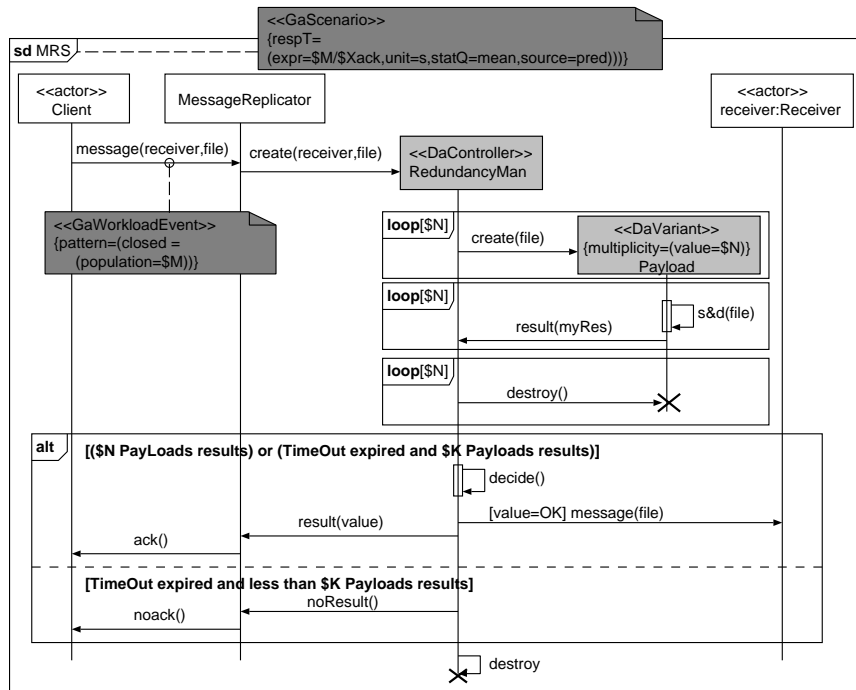 <<GaScenario>>
{respT=
(expr=$M/$Xack,unit=s,statQ=mean,source=pred)))}
sd MRS
<<actor>>
Client
MessageReplicator
<<actor>>
receiver:Receiver
message(receiver,file)
create(receiver,file)
<<DaController>>
RedundancyMan
<<GaWorkloadEvent>>
{pattern=(closed =
(population=$M))}
loop[$N]
create(file)
<<DaVariant>>
{multiplicity=(value=$N)}
Payload
loop[$N]
s&d(file)
result(myRes)
loop[$N]
destroy()
alt
[($N PayLoads results) or (TimeOut expired and $K Payloads results)]
decide()
[value=OK] message(file)
result(value)
ack()
[TimeOut expired and less than $K Payloads results]
noResult()
noack()
destroy